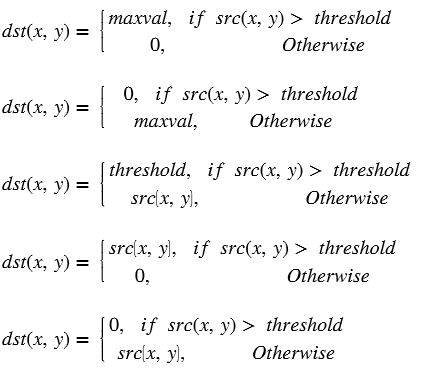 dst(x, y) = { maxval, if src(x, y) > threshold
0, Otherwise
dst(x, y) = { 0, if src(x, y) > threshold
maxval, Otherwise
dst(x, y) = { threshold, if src(x, y) > threshold
src(x, y), Otherwise
dst(x, y) = { src(x, y), if src(x, y) > threshold
0, Otherwise
dst(x, y) = { 0, if src(x, y) > threshold
src(x, y), Otherwise